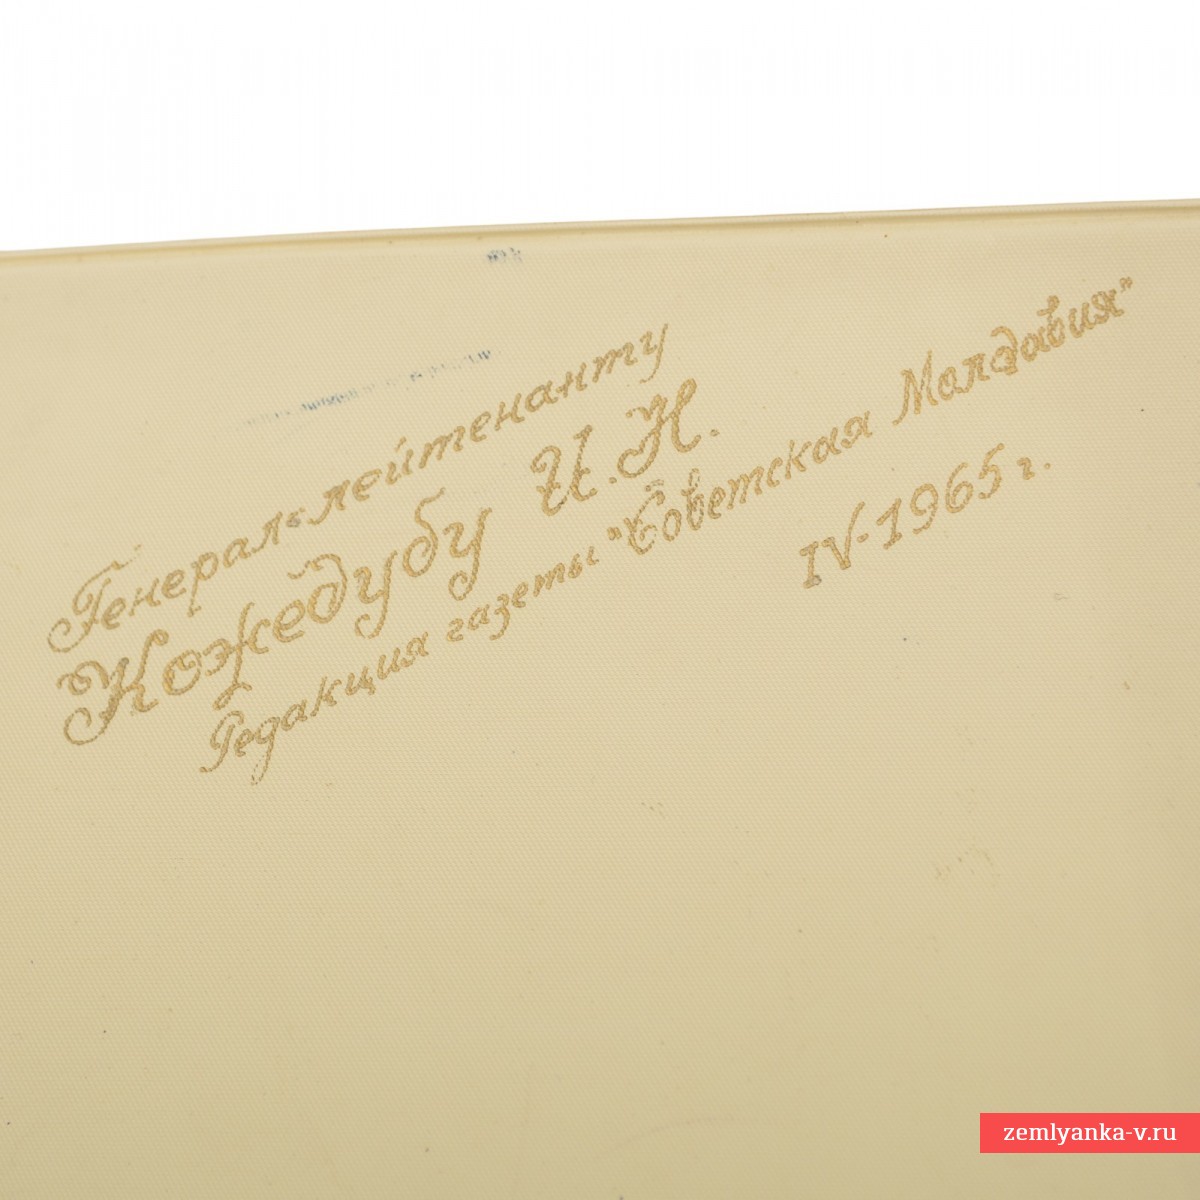 Генерал-лейтенанту
Кожедубу И.Н.
Редакция газеты "Советская Молдавия"
IV-1965 г.
zemlyanka-v.ru